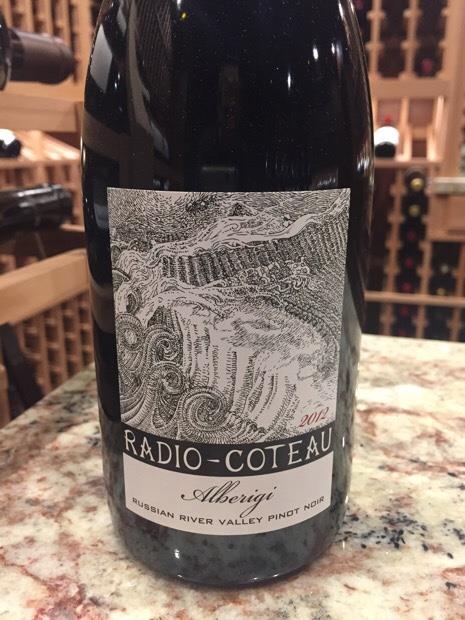 2012
RADIO-COTEAU
Alberigi
RUSSIAN RIVER VALLEY PINOT NOIR